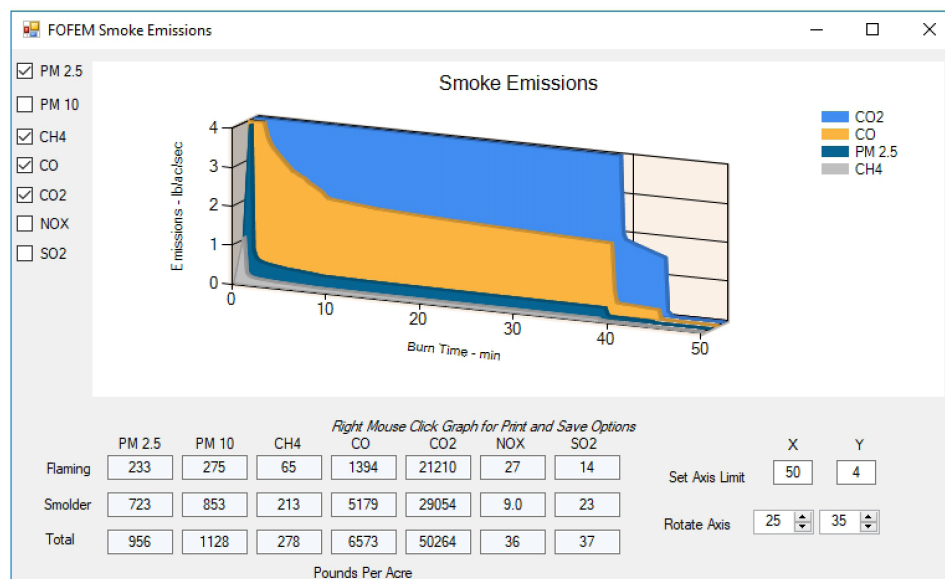 FOFEM Smoke Emissions
PM 2.5
PM 10
CH4
CO
CO2
NOX
SO2
Smoke Emissions
CO2
CO
PM 2.5
CH4
Emissions - lb/ac/sec
4
3
2
1
0
0
10
20
30
40
50
Burn Time - min
Right Mouse Click Graph for Print and Save Options
PM 2.5 PM 10 CH4 CO CO2 NOX SO2
Flaming 233 275 65 1394 21210 27 14
Smolder 723 853 213 5179 29054 9.0 23
Total 956 1128 278 6573 50264 36 37
Pounds Per Acre
X Y
Set Axis Limit 50 4
Rotate Axis 25 35